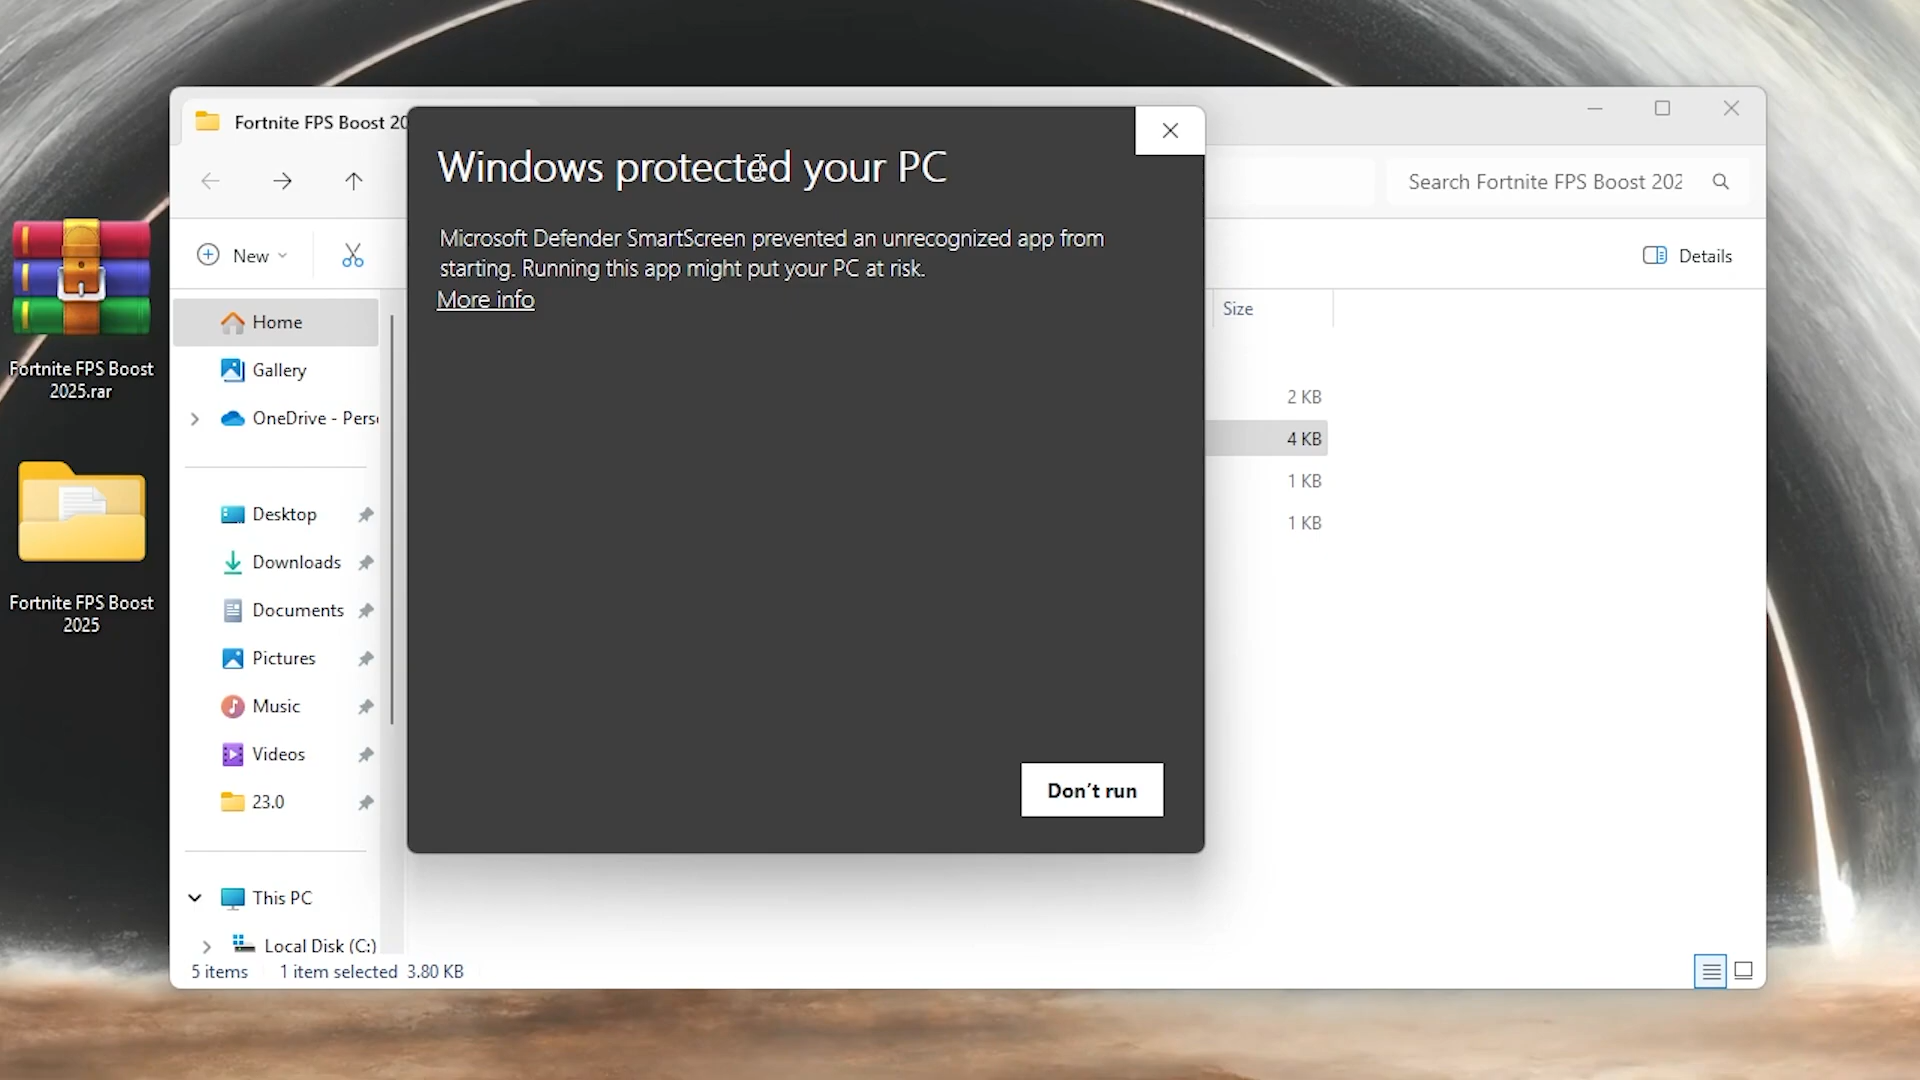 Fortnite FPS Boost 20
Windows protected your PC
Microsoft Defender SmartScreen prevented an unrecognized app from
starting. Running this app might put your PC at risk.
More info
Don't run
Search Fortnite FPS Boost 202
New
Details
Size
2 KB
4 KB
1 KB
1 KB
Home
Gallery
OneDrive - Pers
Desktop
Downloads
Documents
Pictures
Music
Videos
23.0
This PC
Local Disk (C:)
5 items
1 item selected 3.80 KB
Fortnite FPS Boost
2025.rar
Fortnite FPS Boost
2025